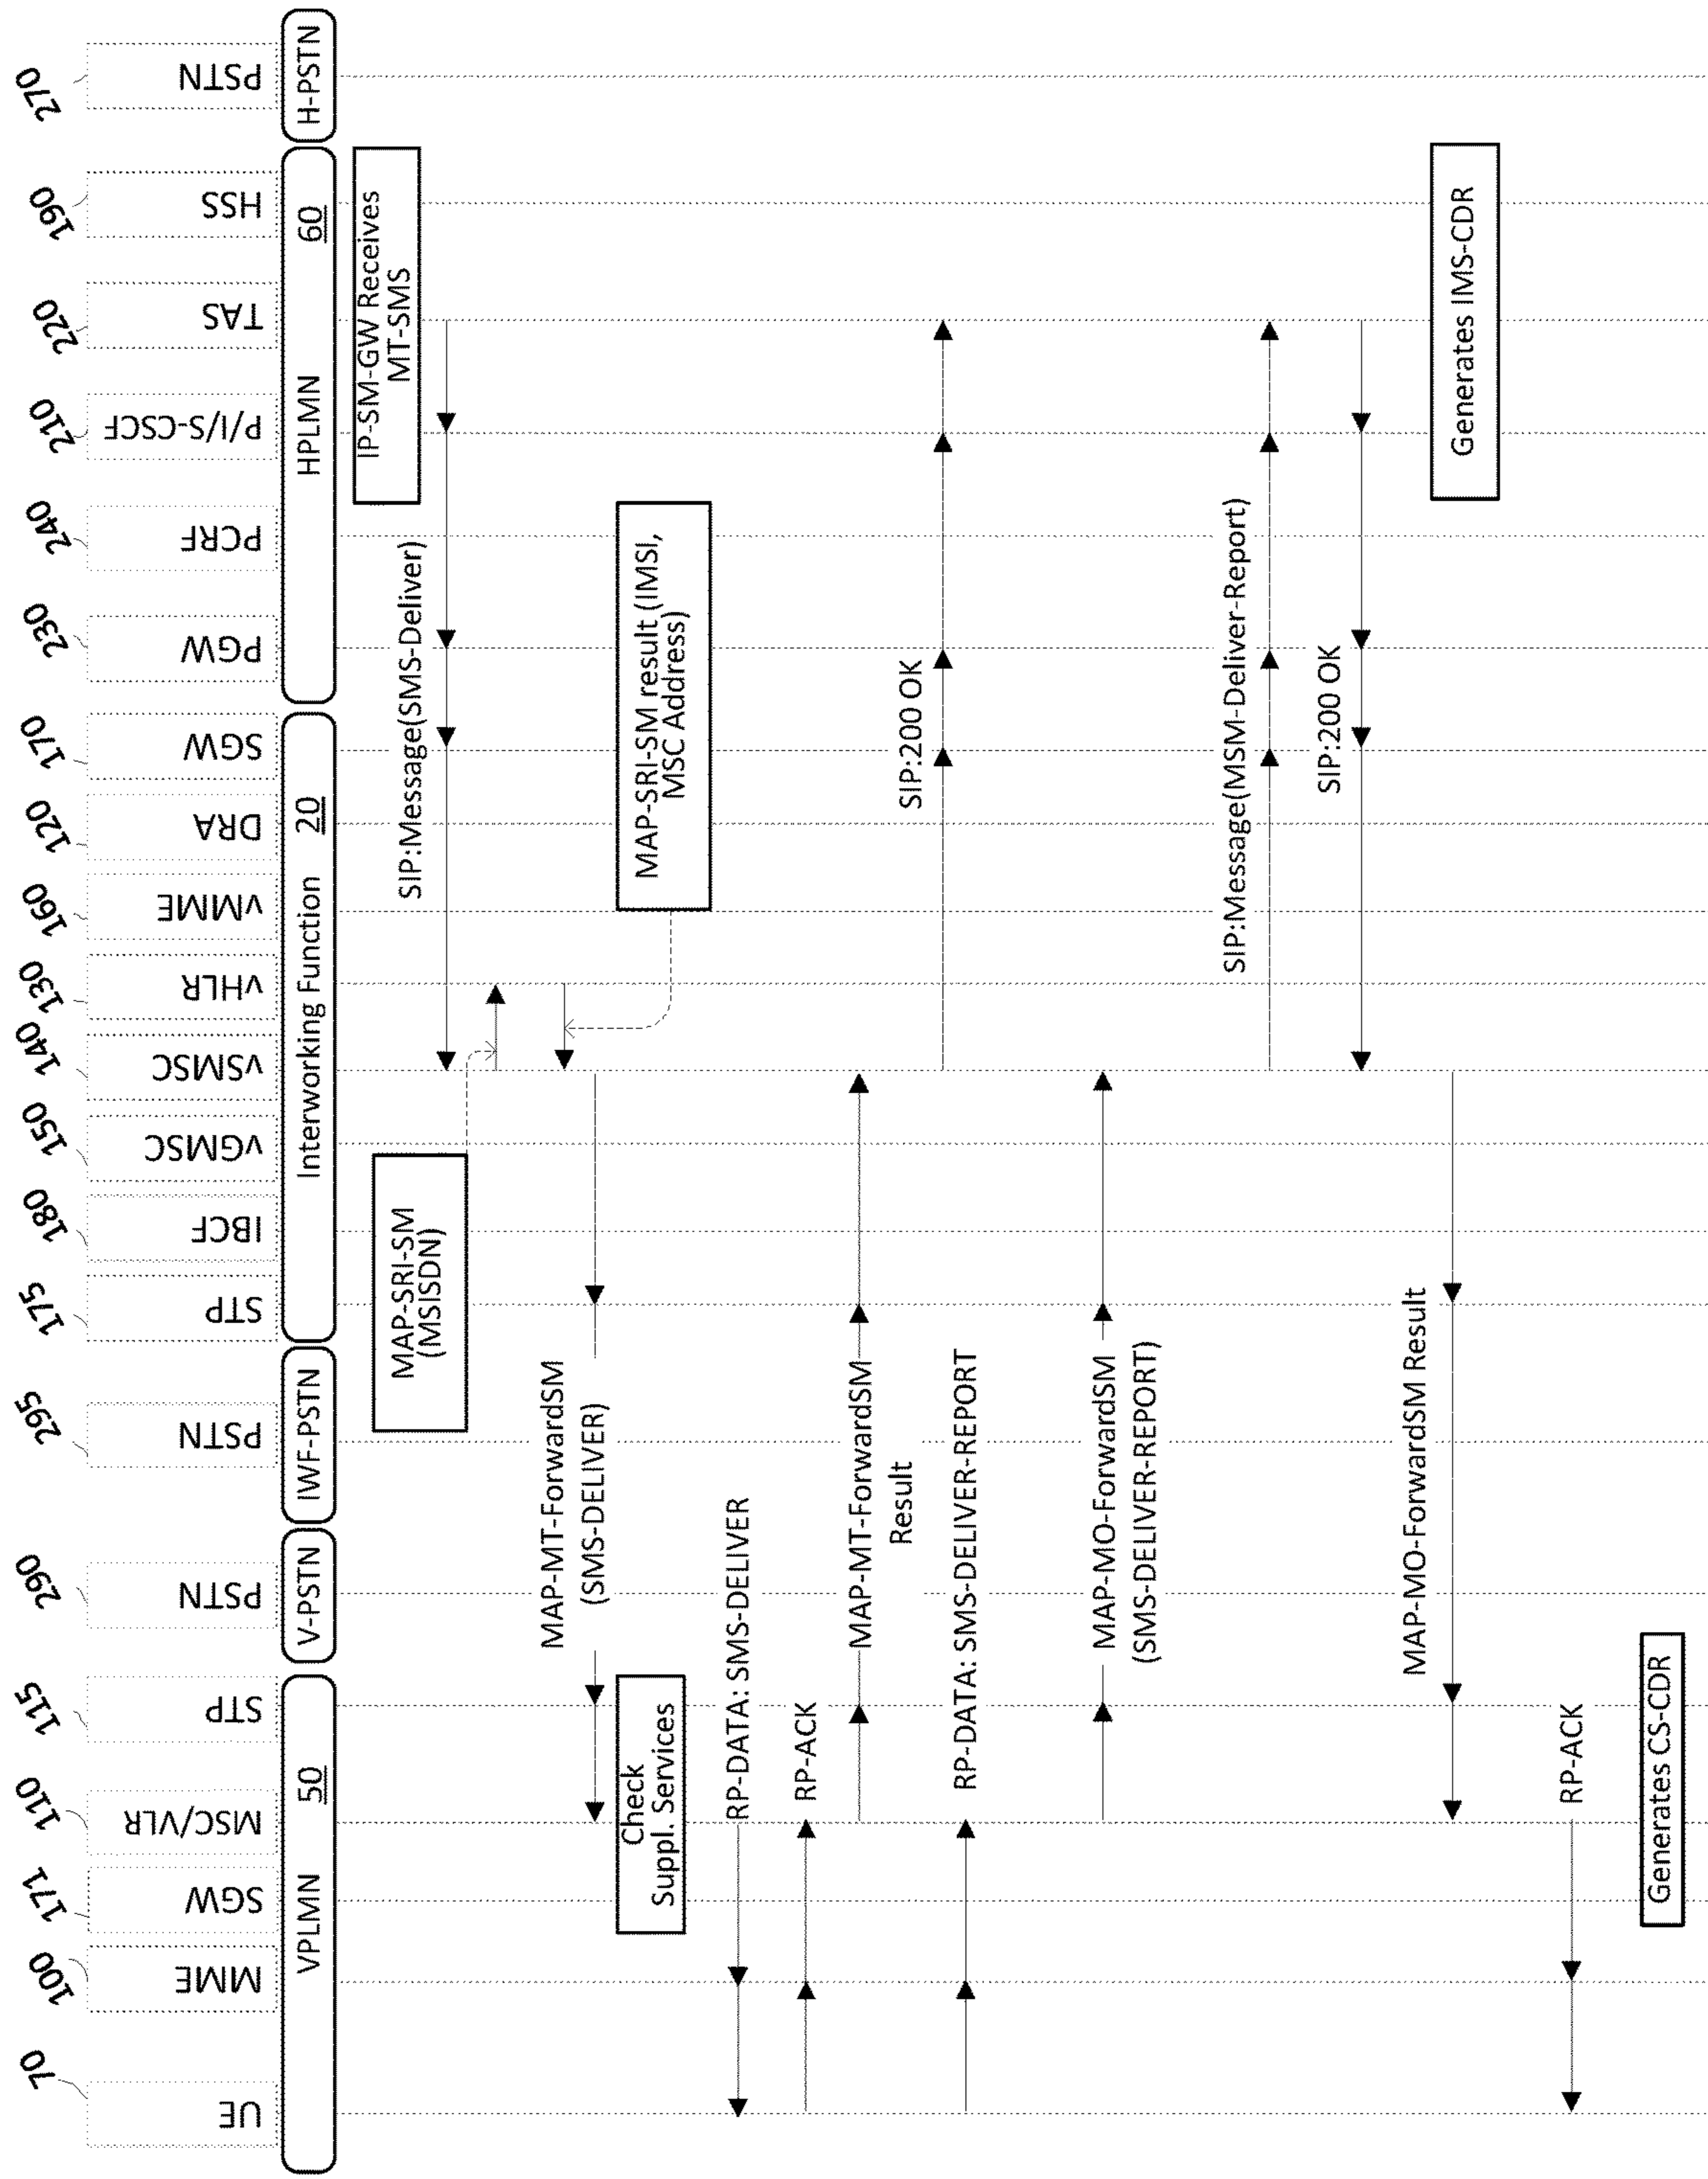 70
100
171
110
115
290
295
175
180
150
140
130
160
120
170
230
240
210
220
190
270
UE
MME
SGW
MSC/VLR
STP
PSTN
PSTN
STP
IBCF
vGMSC
vSMSC
vHLR
vMME
DRA
SGW
PGW
PCRF
P/I/S-CSCF
TAS
HSS
PSTN
VPLMN 50
V-PSTN
IWF-PSTN
Interworking Function 20
HPLMN 60
H-PSTN
IP-SM-GW Receives
MT-SMS
SIP:Message(SMS-Deliver)
MAP-SRI-SM
(MSISDN)
MAP-SRI-SM result (IMSI,
MSC Address)
MAP-MT-ForwardSM
(SMS-DELIVER)
Check
Suppl. Services
RP-DATA: SMS-DELIVER
RP-ACK
MAP-MT-ForwardSM
Result
SIP:200 OK
RP-DATA: SMS-DELIVER-REPORT
MAP-MO-ForwardSM
(SMS-DELIVER-REPORT)
SIP:Message(MSM-Deliver-Report)
SIP:200 OK
MAP-MO-ForwardSM Result
Generates IMS-CDR
RP-ACK
Generates CS-CDR